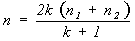 n = 2k ( n₁ + n₂ ) / k + 1